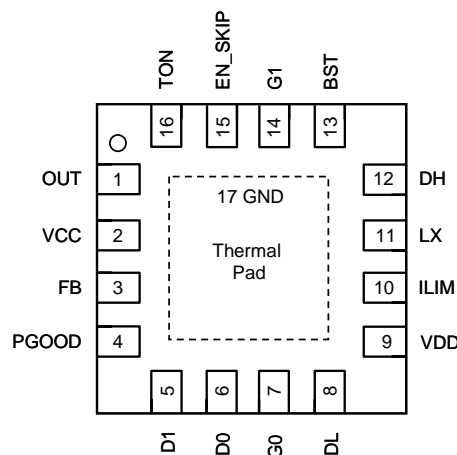 TON
EN_SKIP
G1
BST
16
15
14
13
OUT 1
12 DH
17 GND
VCC 2
11 LX
Thermal
Pad
FB 3
10 ILIM
PGOOD 4
9 VDD
5
6
7
8
D1
D0
G0
DL